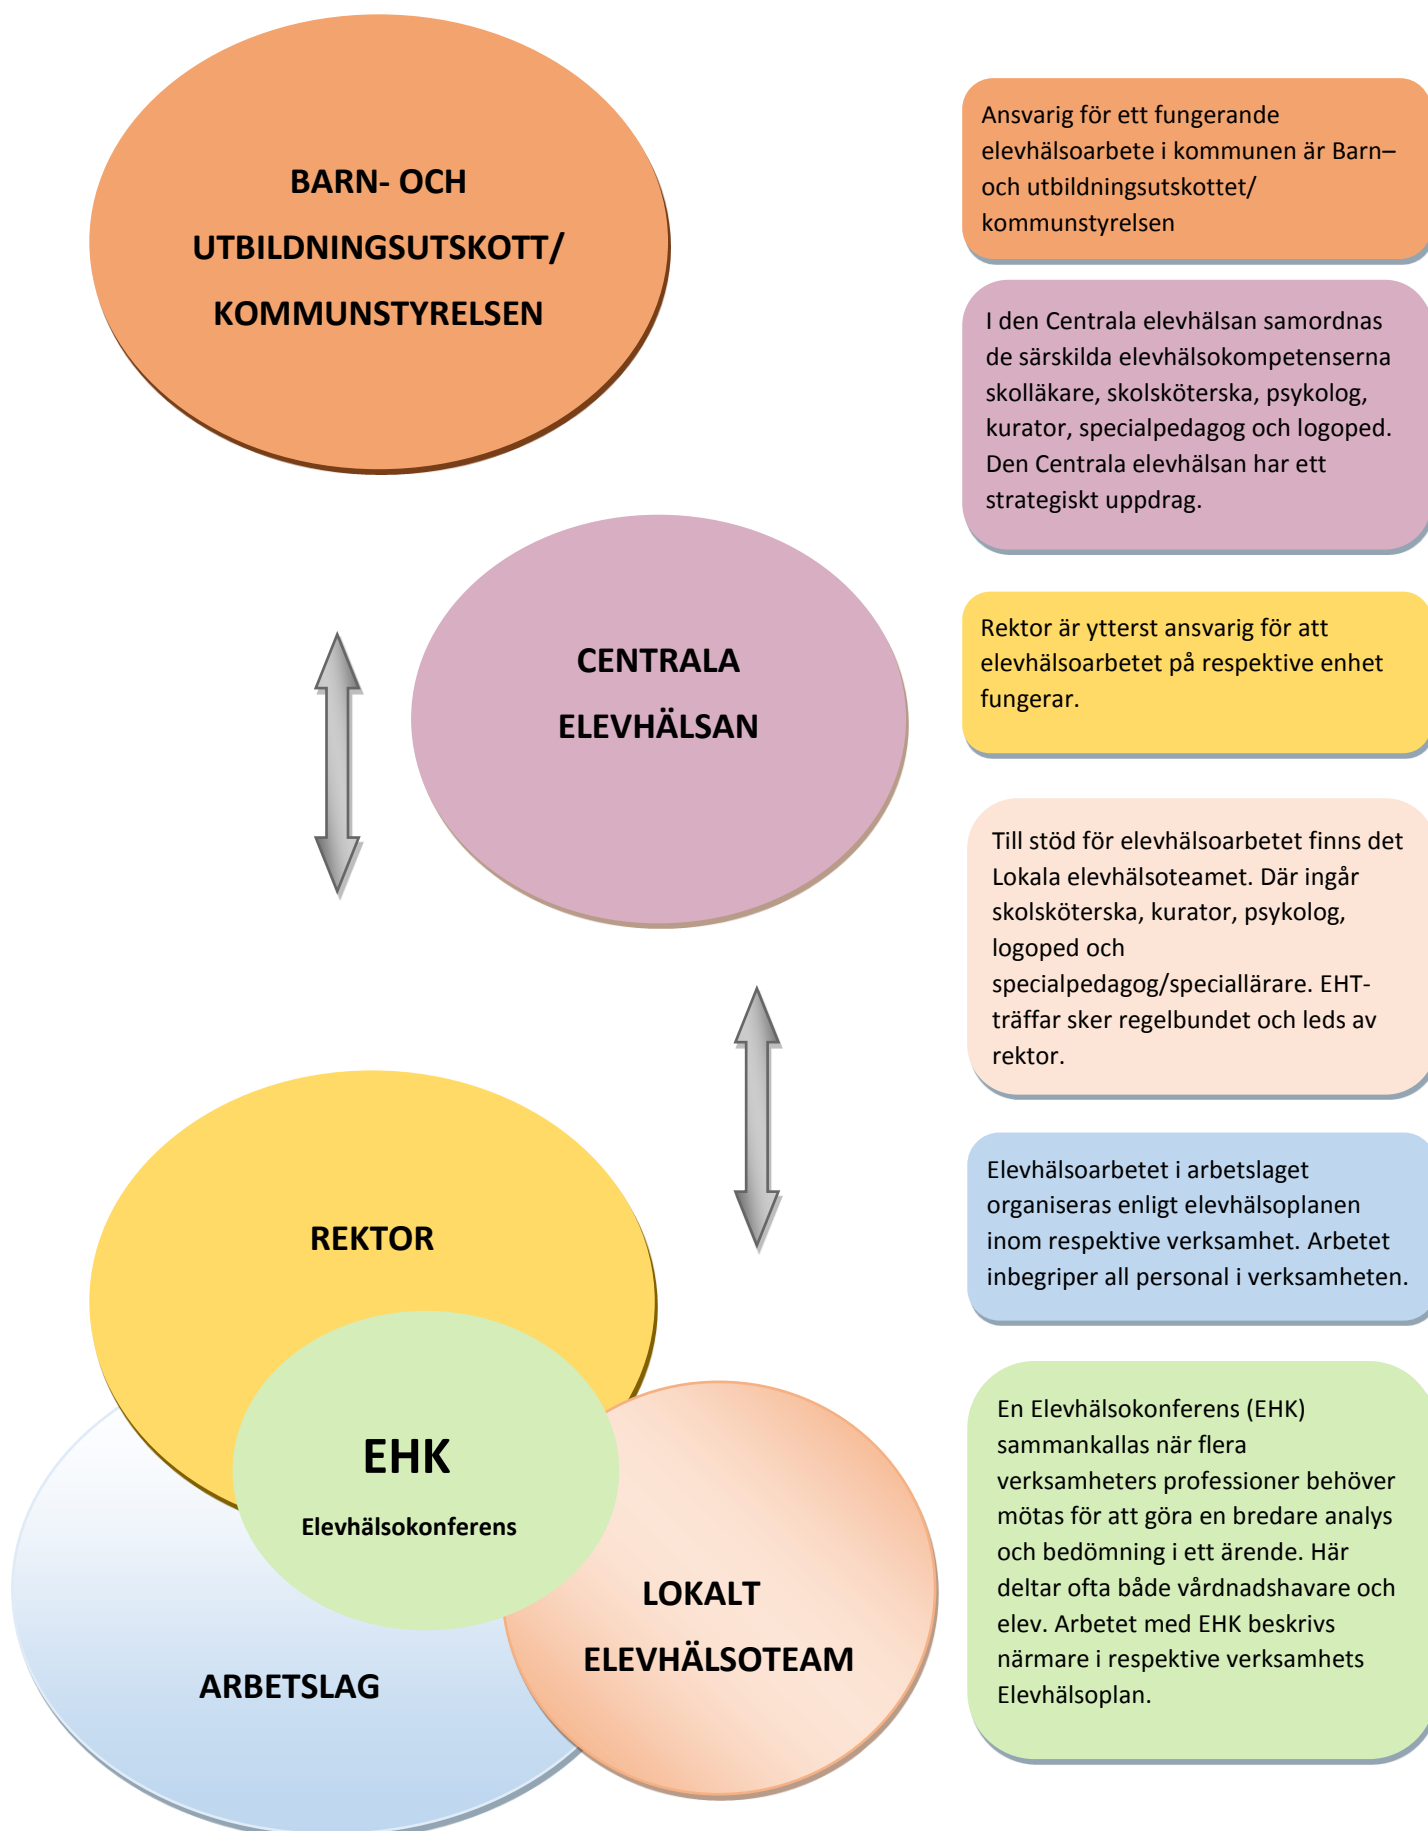 BARN- OCH
UTBILDNINGSUTSKOTT/
KOMMUNSTYRELSEN
CENTRALA
ELEVHÄLSAN
REKTOR
EHK
Elevhälsokonferens
LOKALT
ELEVHÄLSOTEAM
ARBETSLAG
Ansvarig för ett fungerande
elevhälsoarbete i kommunen är Barn–
och utbildningsutskottet/
kommunstyrelsen
I den Centrala elevhälsan samordnas
de särskilda elevhälsokompetenserna
skolläkare, skolsköterska, psykolog,
kurator, specialpedagog och logoped.
Den Centrala elevhälsan har ett
strategiskt uppdrag.
Rektor är ytterst ansvarig för att
elevhälsoarbetet på respektive enhet
fungerar.
Till stöd för elevhälsoarbetet finns det
Lokala elevhälsoteamet. Där ingår
skolsköterska, kurator, psykolog,
logoped och
specialpedagog/speciallärare. EHT-
träffar sker regelbundet och leds av
rektor.
Elevhälsoarbetet i arbetslaget
organiseras enligt elevhälsoplanen
inom respektive verksamhet. Arbetet
inbegriper all personal i verksamheten.
En Elevhälsokonferens (EHK)
sammankallas när flera
verksamheters professioner behöver
mötas för att göra en bredare analys
och bedömning i ett ärende. Här
deltar ofta både vårdnadshavare och
elev. Arbetet med EHK beskrivs
närmare i respektive verksamhets
Elevhälsoplan.